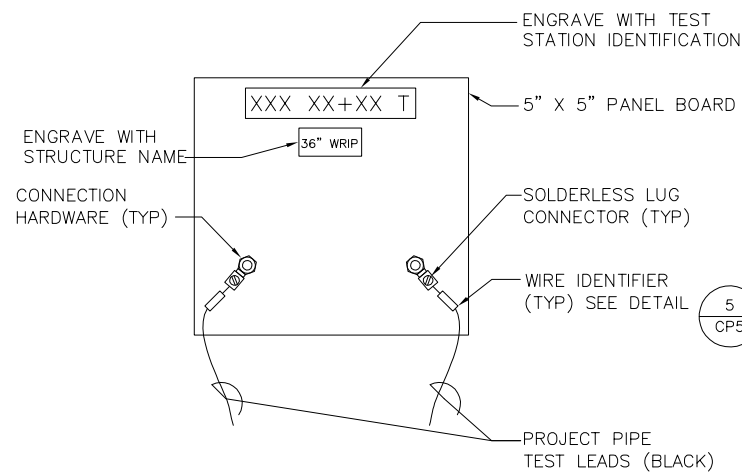 ENGRAVE WITH TEST
STATION IDENTIFICATION
XXX XX+XX T
5" X 5" PANEL BOARD
ENGRAVE WITH
STRUCTURE NAME
36" WRIP
CONNECTION
HARDWARE (TYP)
SOLDERLESS LUG
CONNECTOR (TYP)
WIRE IDENTIFIER
(TYP) SEE DETAIL
5
CP5
PROJECT PIPE
TEST LEADS (BLACK)